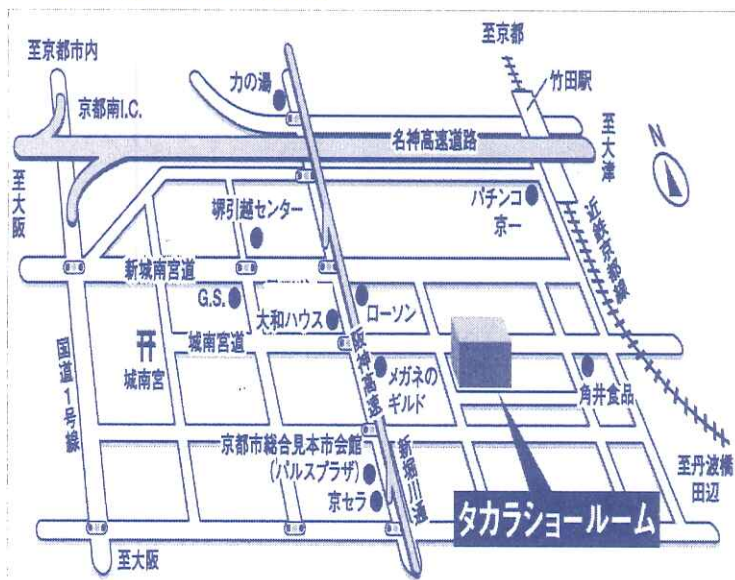 至京都
至京都市内
竹田駅
力の湯
京都南I.C.
名神高速道路
至大津
N
至大阪
堺引越センター
パチンコ
京一
近鉄京都線
新城南宮道
G.S.
大和ハウス
ローソン
城南宮道
城南宮
阪神高速
メガネの
ギルド
角井食品
国道1号線
京都市総合見本市会館
(パルスプラザ)
新堀川通
京セラ
至丹波橋
田辺
タカラショールーム
至大阪